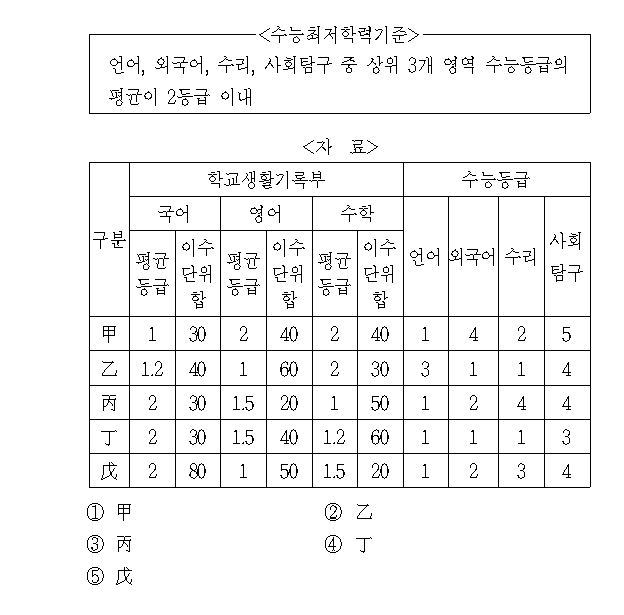 <수능최저학력기준>
언어, 외국어, 수리, 사회탐구 중 상위 3개 영역 수능등급의
평균이 2등급 이내
<자 료>
구분 학교생활기록부 수능등급
국어 영어 수학 언어 외국어 수리 사회탐구
평균등급 이수단위합 평균등급 이수단위합 평균등급 이수단위합
甲 1 30 2 40 2 40 1 4 2 5
乙 1.2 40 1 60 2 30 3 1 1 4
丙 2 30 1.5 20 1 50 1 2 4 4
丁 2 30 1.5 40 1.2 60 1 1 1 3
戊 2 80 1 50 1.5 20 1 2 3 4
① 甲 ② 乙
③ 丙 ④ 丁
⑤ 戊